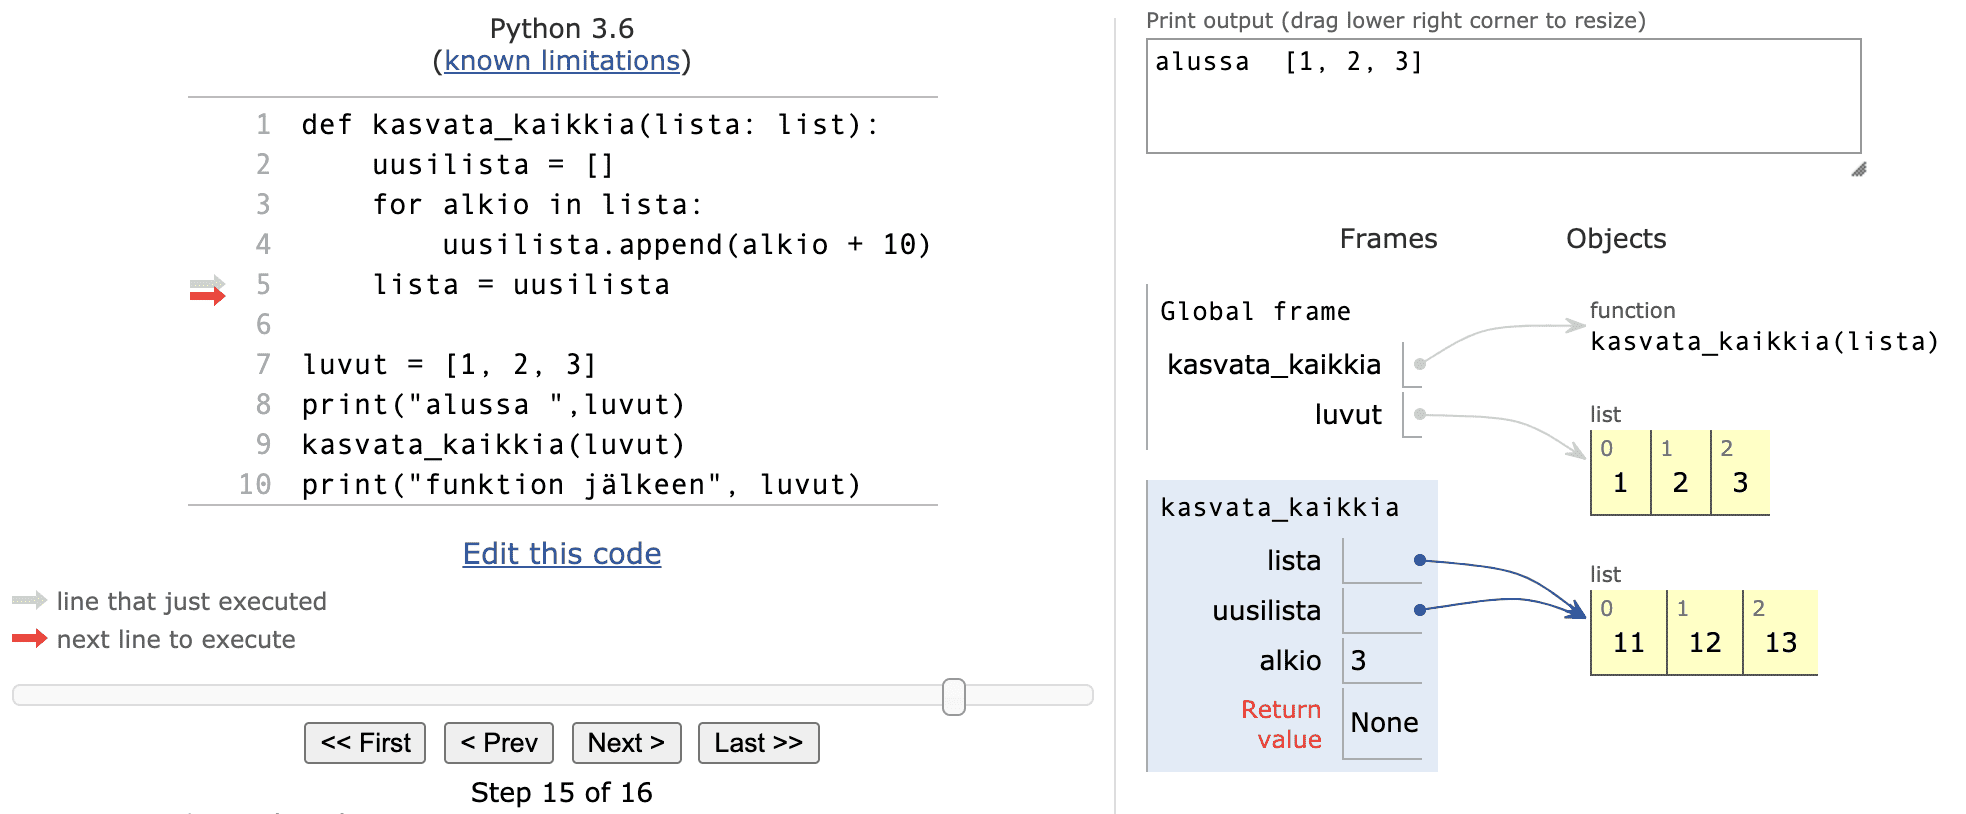 Python 3.6
(known limitations)
1 def kasvata_kaikkia(lista: list):
2     uusilista = []
3     for alkio in lista:
4         uusilista.append(alkio + 10)
5     lista = uusilista
6
7 luvut = [1, 2, 3]
8 print("alussa ",luvut)
9 kasvata_kaikkia(luvut)
10 print("funktion jälkeen", luvut)
Edit this code
line that just executed
next line to execute
<< First < Prev Next > Last >>
Step 15 of 16
Print output (drag lower right corner to resize)
alussa  [1, 2, 3]
Frames Objects
Global frame
kasvata_kaikkia
luvut
function
kasvata_kaikkia(lista)
list
0 1 2
1 2 3
kasvata_kaikkia
lista
uusilista
alkio 3
Return
value None
list
0 1 2
11 12 13